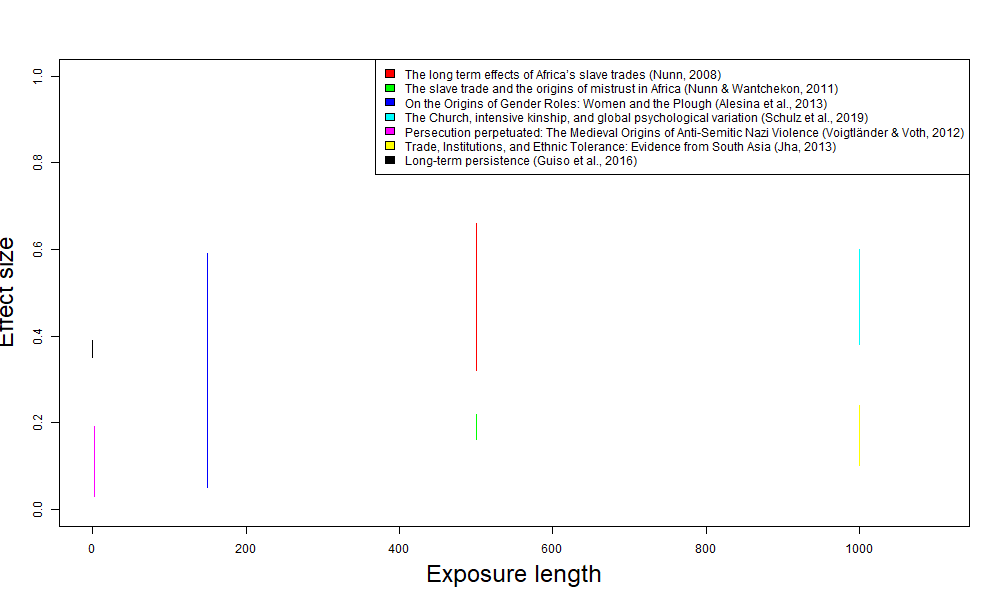 The long term effects of Africa's slave trades (Nunn, 2008)
The slave trade and the origins of mistrust in Africa (Nunn & Wantchekon, 2011)
On the Origins of Gender Roles: Women and the Plough (Alesina et al., 2013)
The Church, intensive kinship, and global psychological variation (Schulz et al., 2019)
Persecution perpetuated: The Medieval Origins of Anti-Semitic Nazi Violence (Voigtländer & Voth, 2012)
Trade, Institutions, and Ethnic Tolerance: Evidence from South Asia (Jha, 2013)
Long-term persistence (Guiso et al., 2016)
1.0
0.8
0.6
0.4
0.2
0.0
Effect size
0 200 400 600 800 1000
Exposure length